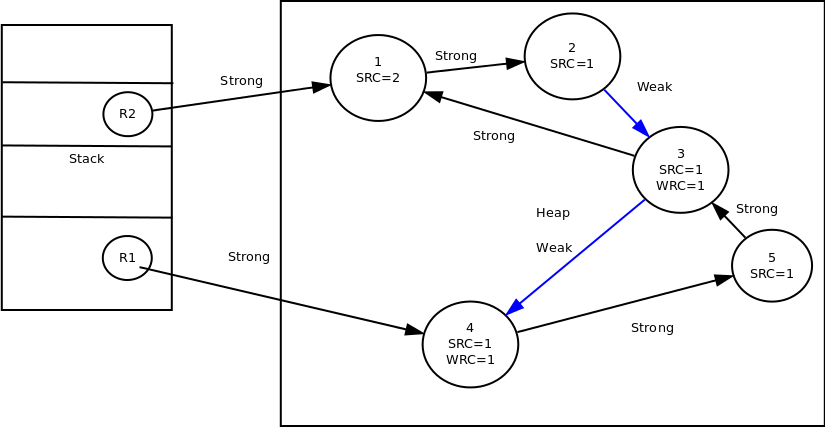 Strong
R2
Stack
R1
Strong
1
SRC=2
Strong
2
SRC=1
Weak
Strong
3
SRC=1
WRC=1
Heap
Weak
Strong
5
SRC=1
4
SRC=1
WRC=1
Strong